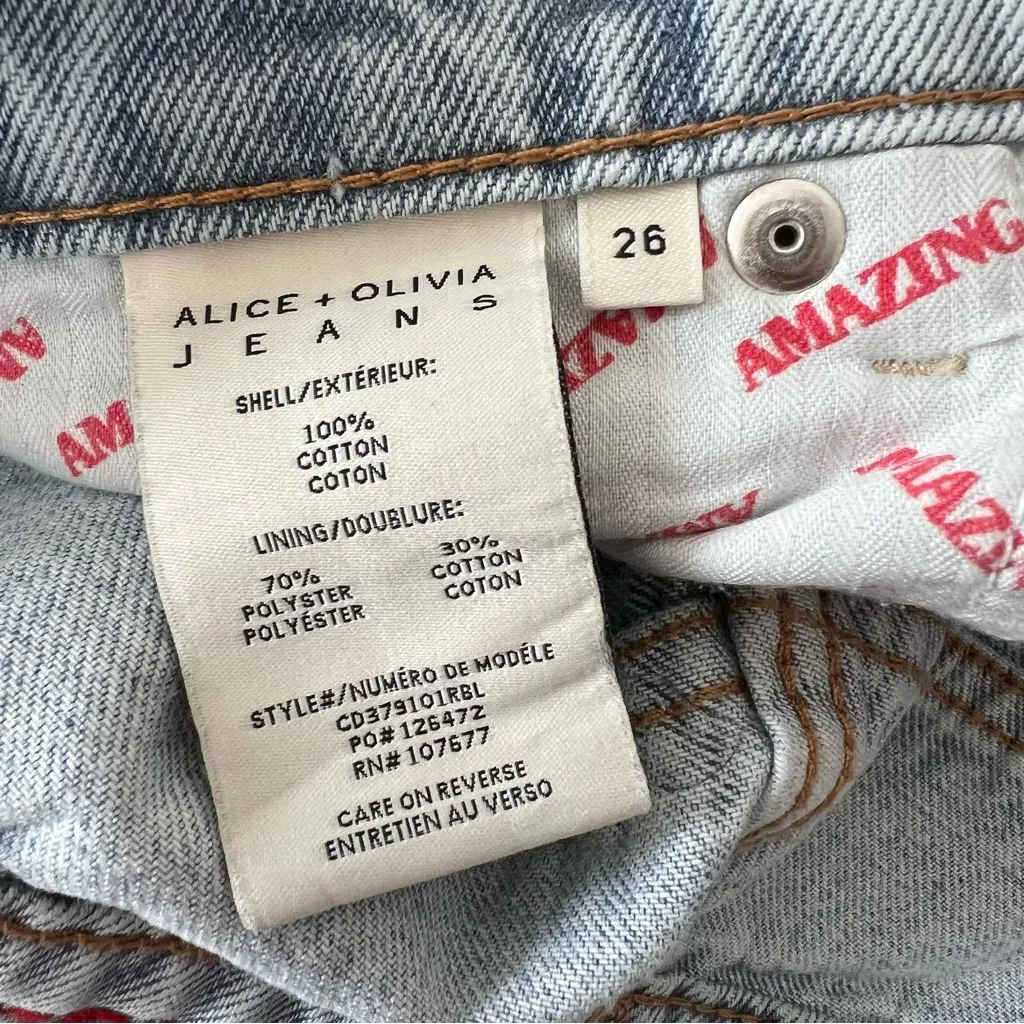 ALICE + OLIVIA
JEANS
SHELL/EXTÉRIEUR:
100%
COTTON
COTON
LINING/DOUBLURE:
70%
POLYSTER
POLYÉSTER
30%
COTTON
COTON
STYLE#/NUMÉRO DE MODÉLE
CD379101RBL
PO# 126472
RN# 107677
CARE ON REVERSE
ENTRETIEN AU VERSO
26
AMAZING